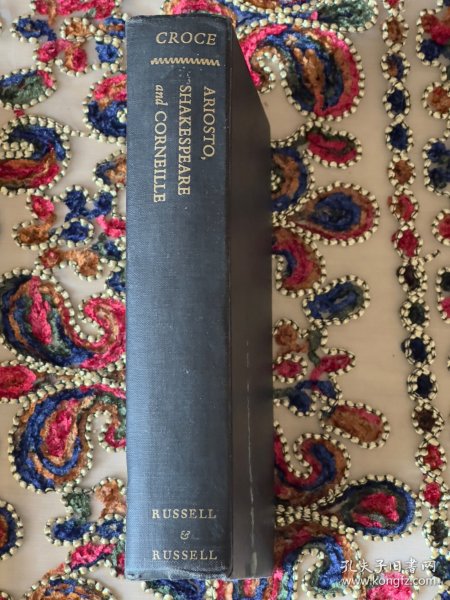 CROCE
ARIOSTO,
SHAKESPEARE
and CORNEILLE
RUSSELL
&
RUSSELL
孔夫子旧书网
www.kongfz.com